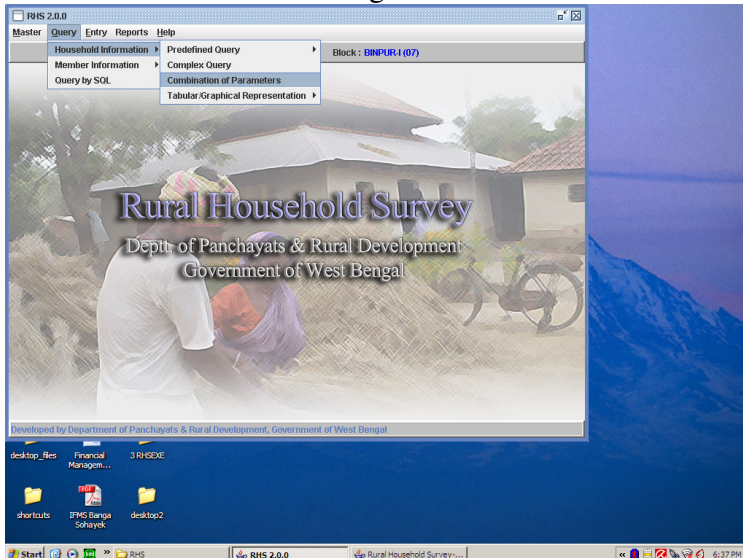 RHS 2.0.0
Master Query Entry Reports Help
Block : BINPUR-I (07)
Household Information
Member Information
Query by SQL
Predefined Query
Complex Query
Combination of Parameters
Tabular/Graphical Representation
Rural Household Survey
Deptt. of Panchayats & Rural Development
Government of West Bengal
Developed by Department of Panchayats & Rural Development, Government of West Bengal
desktop_files
Financial
Managem...
3 RHSEXE
shortcuts
IFMS Banga
Sohayek
desktop2
Start
RHS
RHS 2.0.0
Rural Household Survey-...
6:37 PM